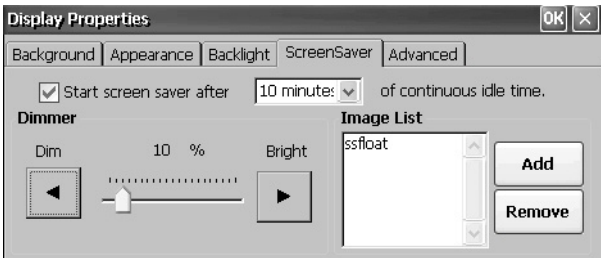 Display Properties OK
Background Appearance Backlight ScreenSaver Advanced
Start screen saver after 10 minutes of continuous idle time.
Dimmer Image List
Dim 10 % Bright ssfloat
Add
Remove